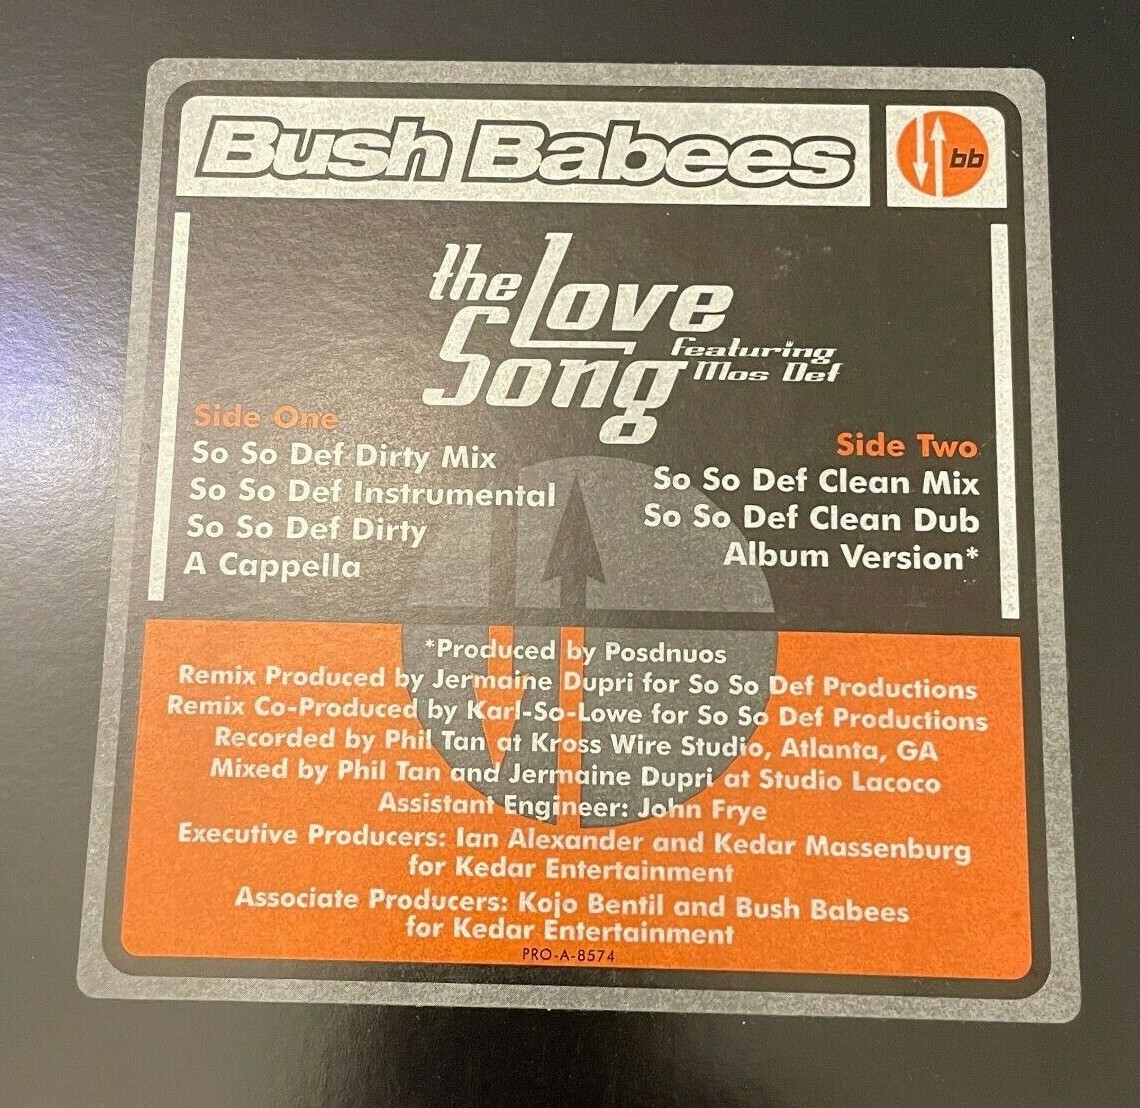 Bush Babees
bb
the Love
Song
featuring
Mos Def
Side One
So So Def Dirty Mix
So So Def Instrumental
So So Def Dirty
A Cappella
Side Two
So So Def Clean Mix
So So Def Clean Dub
Album Version*
*Produced by Posdnuos
Remix Produced by Jermaine Dupri for So So Def Productions
Remix Co-Produced by Karl-So-Lowe for So So Def Productions
Recorded by Phil Tan at Kross Wire Studio, Atlanta, GA
Mixed by Phil Tan and Jermaine Dupri at Studio Lacoco
Assistant Engineer: John Frye
Executive Producers: Ian Alexander and Kedar Massenburg
for Kedar Entertainment
Associate Producers: Kojo Bentil and Bush Babees
for Kedar Entertainment
PRO-A-8574